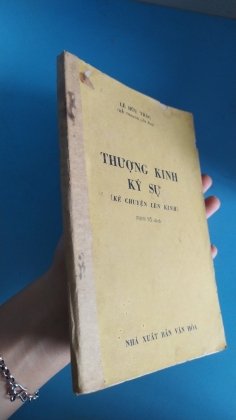 LÊ HỮU TRÁC
THƯỢNG KINH
KÝ SỰ
(KỂ CHUYỆN LÊN KINH)
NHÀ XUẤT BẢN VĂN HÓA